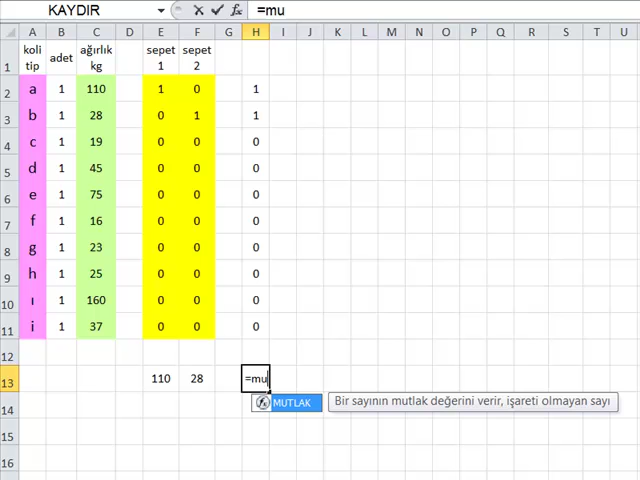 KAYDIR =mu
A B C D E F G H I J K L M N O P Q R S T U
1 koli tip adet ağırlık kg sepet 1 sepet 2
2 a 1 110 1 0 1
3 b 1 28 0 1 1
4 c 1 19 0 0 0
5 d 1 45 0 0 0
6 e 1 75 0 0 0
7 f 1 16 0 0 0
8 g 1 23 0 0 0
9 h 1 25 0 0 0
10 ı 1 160 0 0 0
11 i 1 37 0 0 0
12
13 110 28 =mu
14 MUTLAK Bir sayının mutlak değerini verir, işareti olmayan sayı
15
16